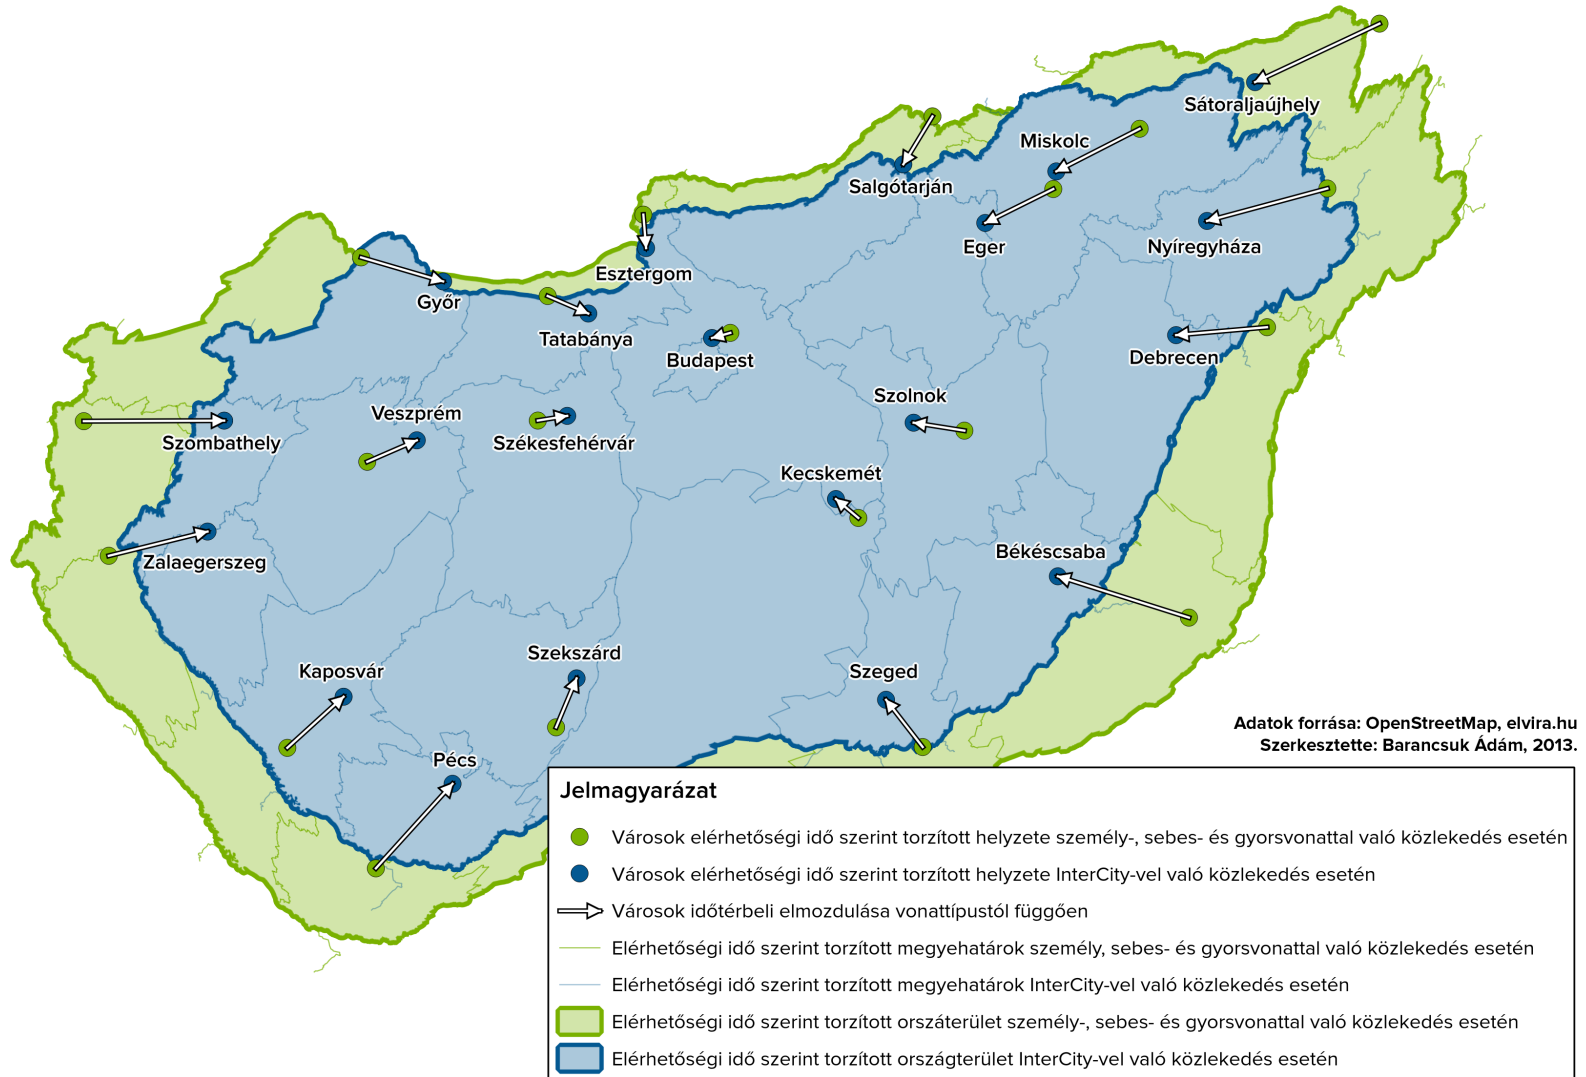 Sátoraljaújhely
Miskolc
Salgótarján
Eger
Nyíregyháza
Esztergom
Győr
Tatabánya
Budapest
Debrecen
Szolnok
Veszprém
Szombathely
Székesfehérvár
Kecskemét
Békéscsaba
Zalaegerszeg
Szekszárd
Kaposvár
Szeged
Pécs
Adatok forrása: OpenStreetMap, elvira.hu
Szerkesztette: Barancsuk Ádám, 2013.
Jelmagyarázat
Városok elérhetőségi idő szerint torzított helyzete személy-, sebes- és gyorsvonattal való közlekedés esetén
Városok elérhetőségi idő szerint torzított helyzete InterCity-vel való közlekedés esetén
Városok időtérbeli elmozdulása vonattípustól függően
Elérhetőségi idő szerint torzított megyehatárok személy, sebes- és gyorsvonattal való közlekedés esetén
Elérhetőségi idő szerint torzított megyehatárok InterCity-vel való közlekedés esetén
Elérhetőségi idő szerint torzított orszáterület személy-, sebes- és gyorsvonattal való közlekedés esetén
Elérhetőségi idő szerint torzított országterület InterCity-vel való közlekedés esetén